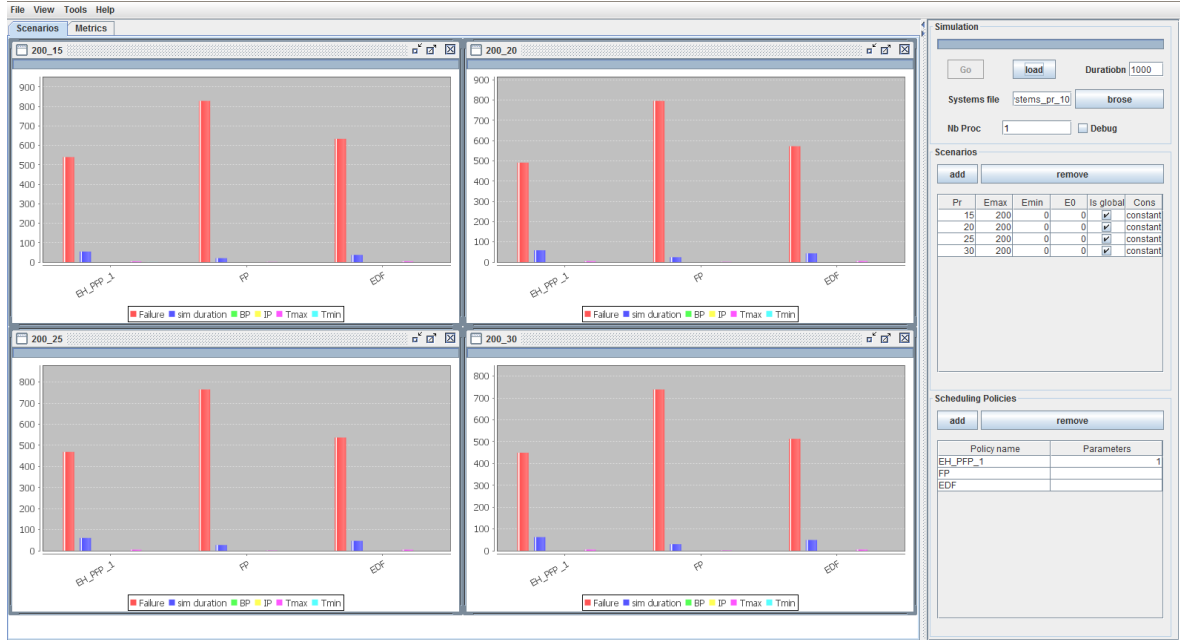 File View Tools Help
Scenarios Metrics
200_15
900
800
700
600
500
400
300
200
100
0
EH_PFP_1 FP EDF
Failure sim duration BP IP Tmax Tmin
200_20
900
800
700
600
500
400
300
200
100
0
EH_PFP_1 FP EDF
Failure sim duration BP IP Tmax Tmin
200_25
800
700
600
500
400
300
200
100
0
EH_PFP_1 FP EDF
Failure sim duration BP IP Tmax Tmin
200_30
800
700
600
500
400
300
200
100
0
EH_PFP_1 FP EDF
Failure sim duration BP IP Tmax Tmin
Simulation
Go load Duratiobn 1000
Systems file stems_pr_10 brose
Nb Proc 1 Debug
Scenarios
add remove
Pr Emax Emin E0 Is global Cons
15 200 0 0 constant
20 200 0 0 constant
25 200 0 0 constant
30 200 0 0 constant
Scheduling Policies
add remove
Policy name Parameters
EH_PFP_1 1
FP
EDF